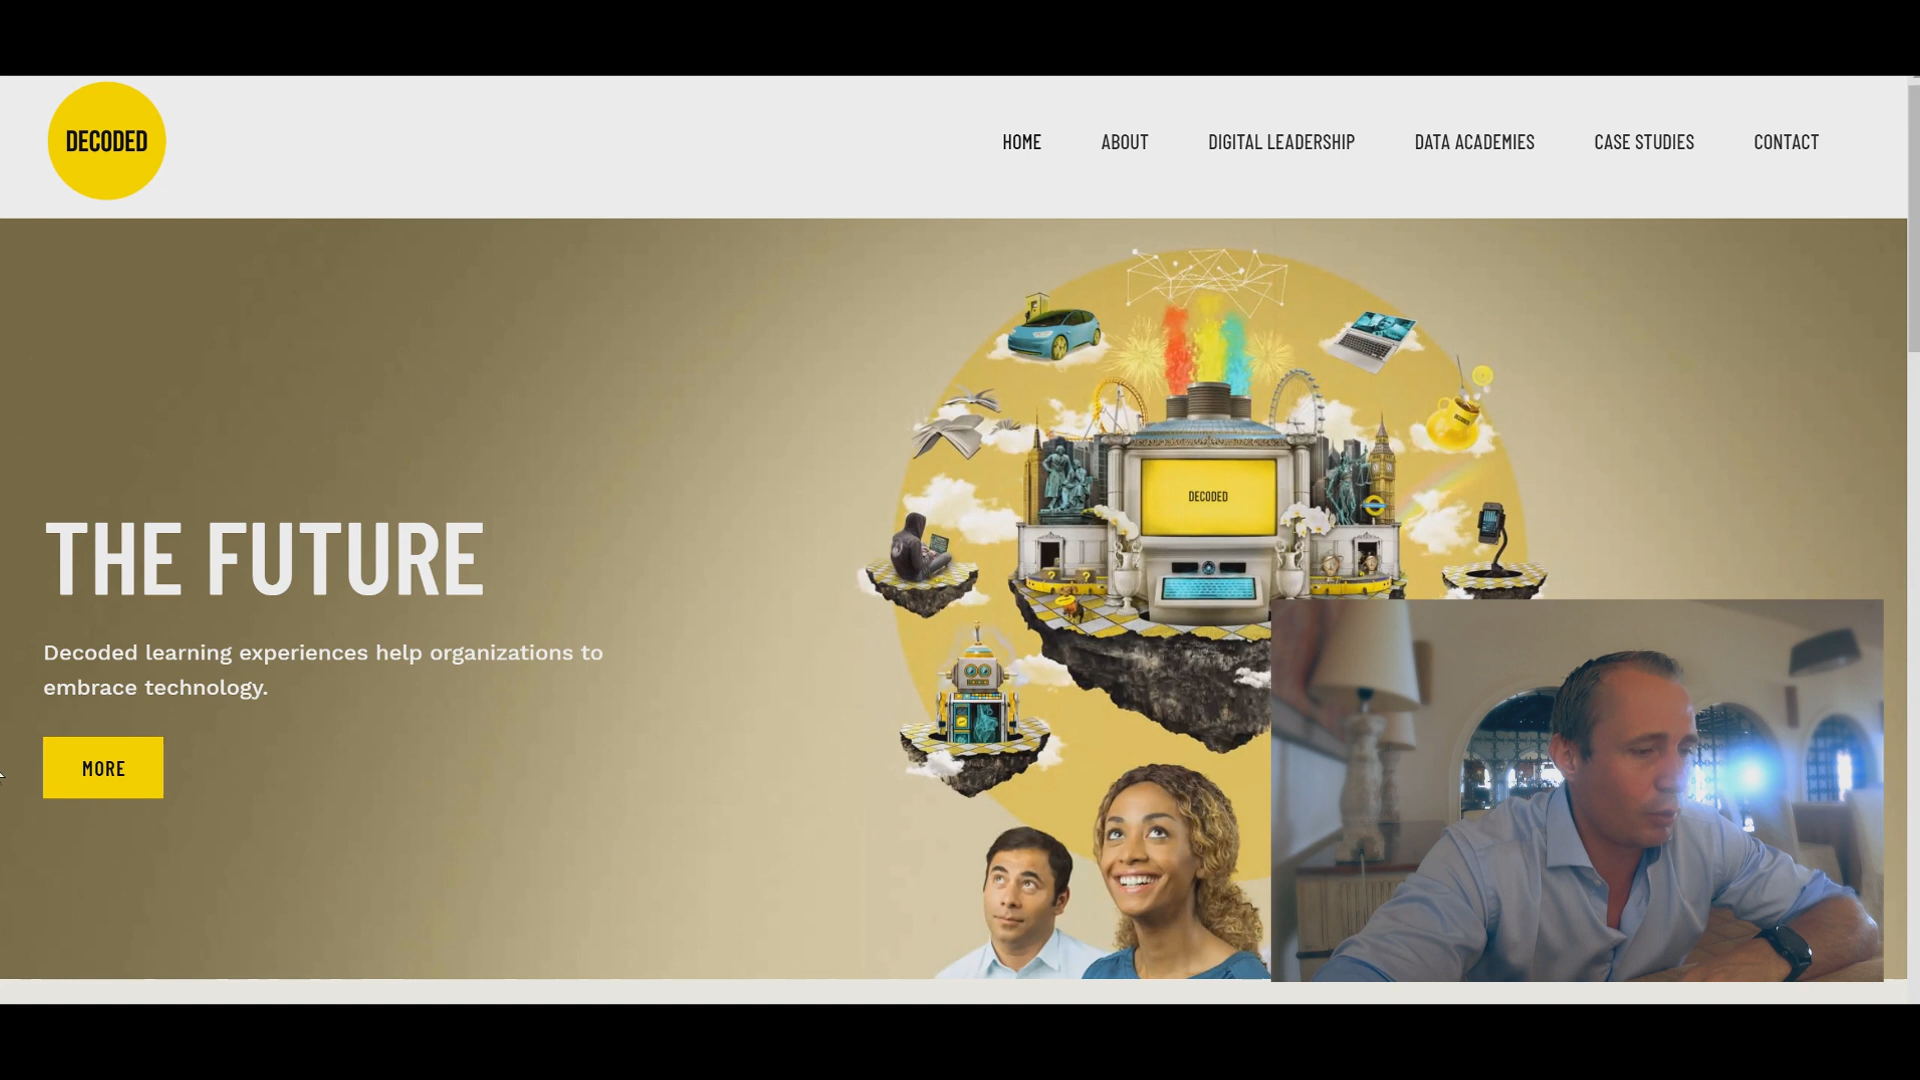 DECODED
HOME
ABOUT
DIGITAL LEADERSHIP
DATA ACADEMIES
CASE STUDIES
CONTACT
DECODED
THE FUTURE
Decoded learning experiences help organizations to
embrace technology.
MORE